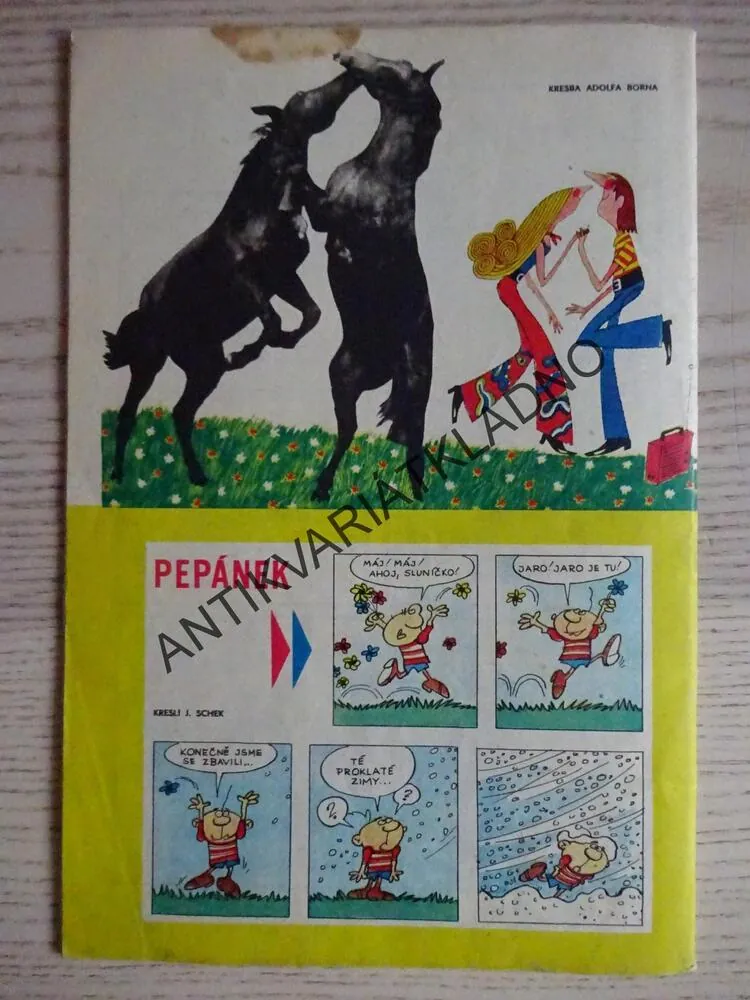 KRESBA ADOLFA BORNA
PEPÁNEK
KRESLÍ J. SCHEK
MÁJ! MÁJ!
AHOJ, SLUNÍČKO!
JARO! JARO JE TU!
KONEČNĚ JSME
SE ZBAVILI...
TÉ
PROKLATÉ
ZIMY...
?
?
ANTIKVARIÁT KLADNO